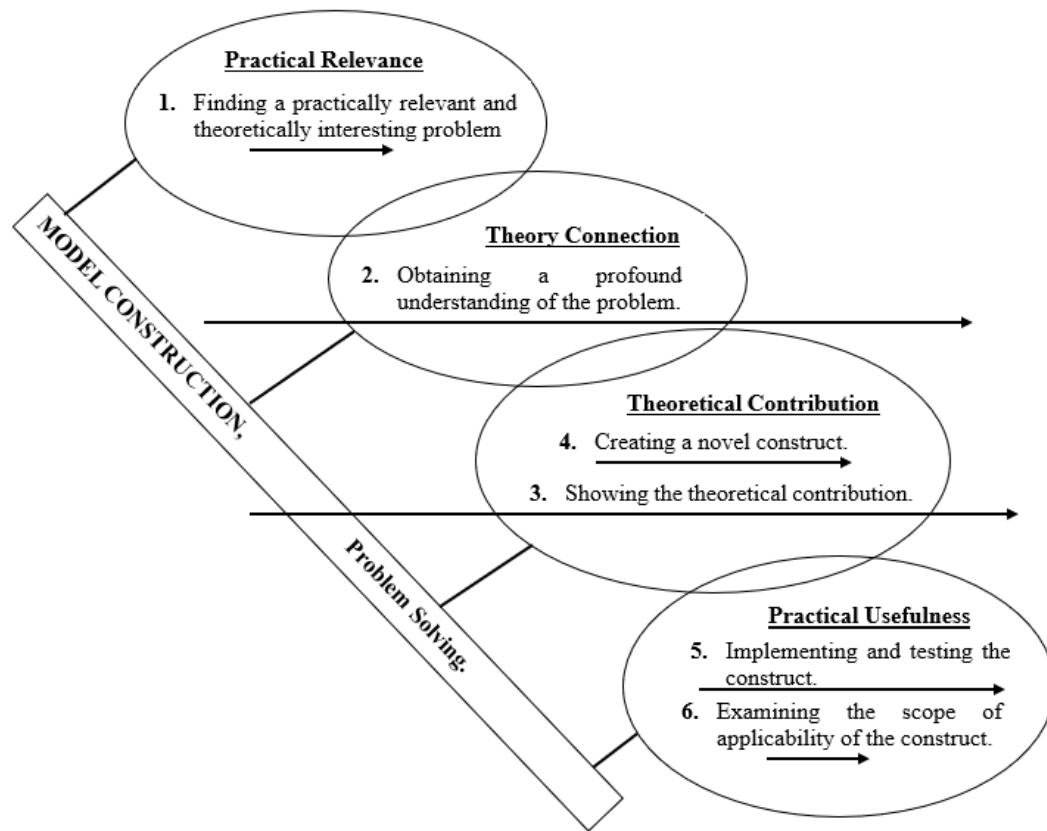 Practical Relevance
1. Finding a practically relevant and
theoretically interesting problem
Theory Connection
2. Obtaining a profound
understanding of the problem.
MODEL CONSTRUCTION,
Problem Solving.
Theoretical Contribution
4. Creating a novel construct.
3. Showing the theoretical contribution.
Practical Usefulness
5. Implementing and testing the
construct.
6. Examining the scope of
applicability of the construct.